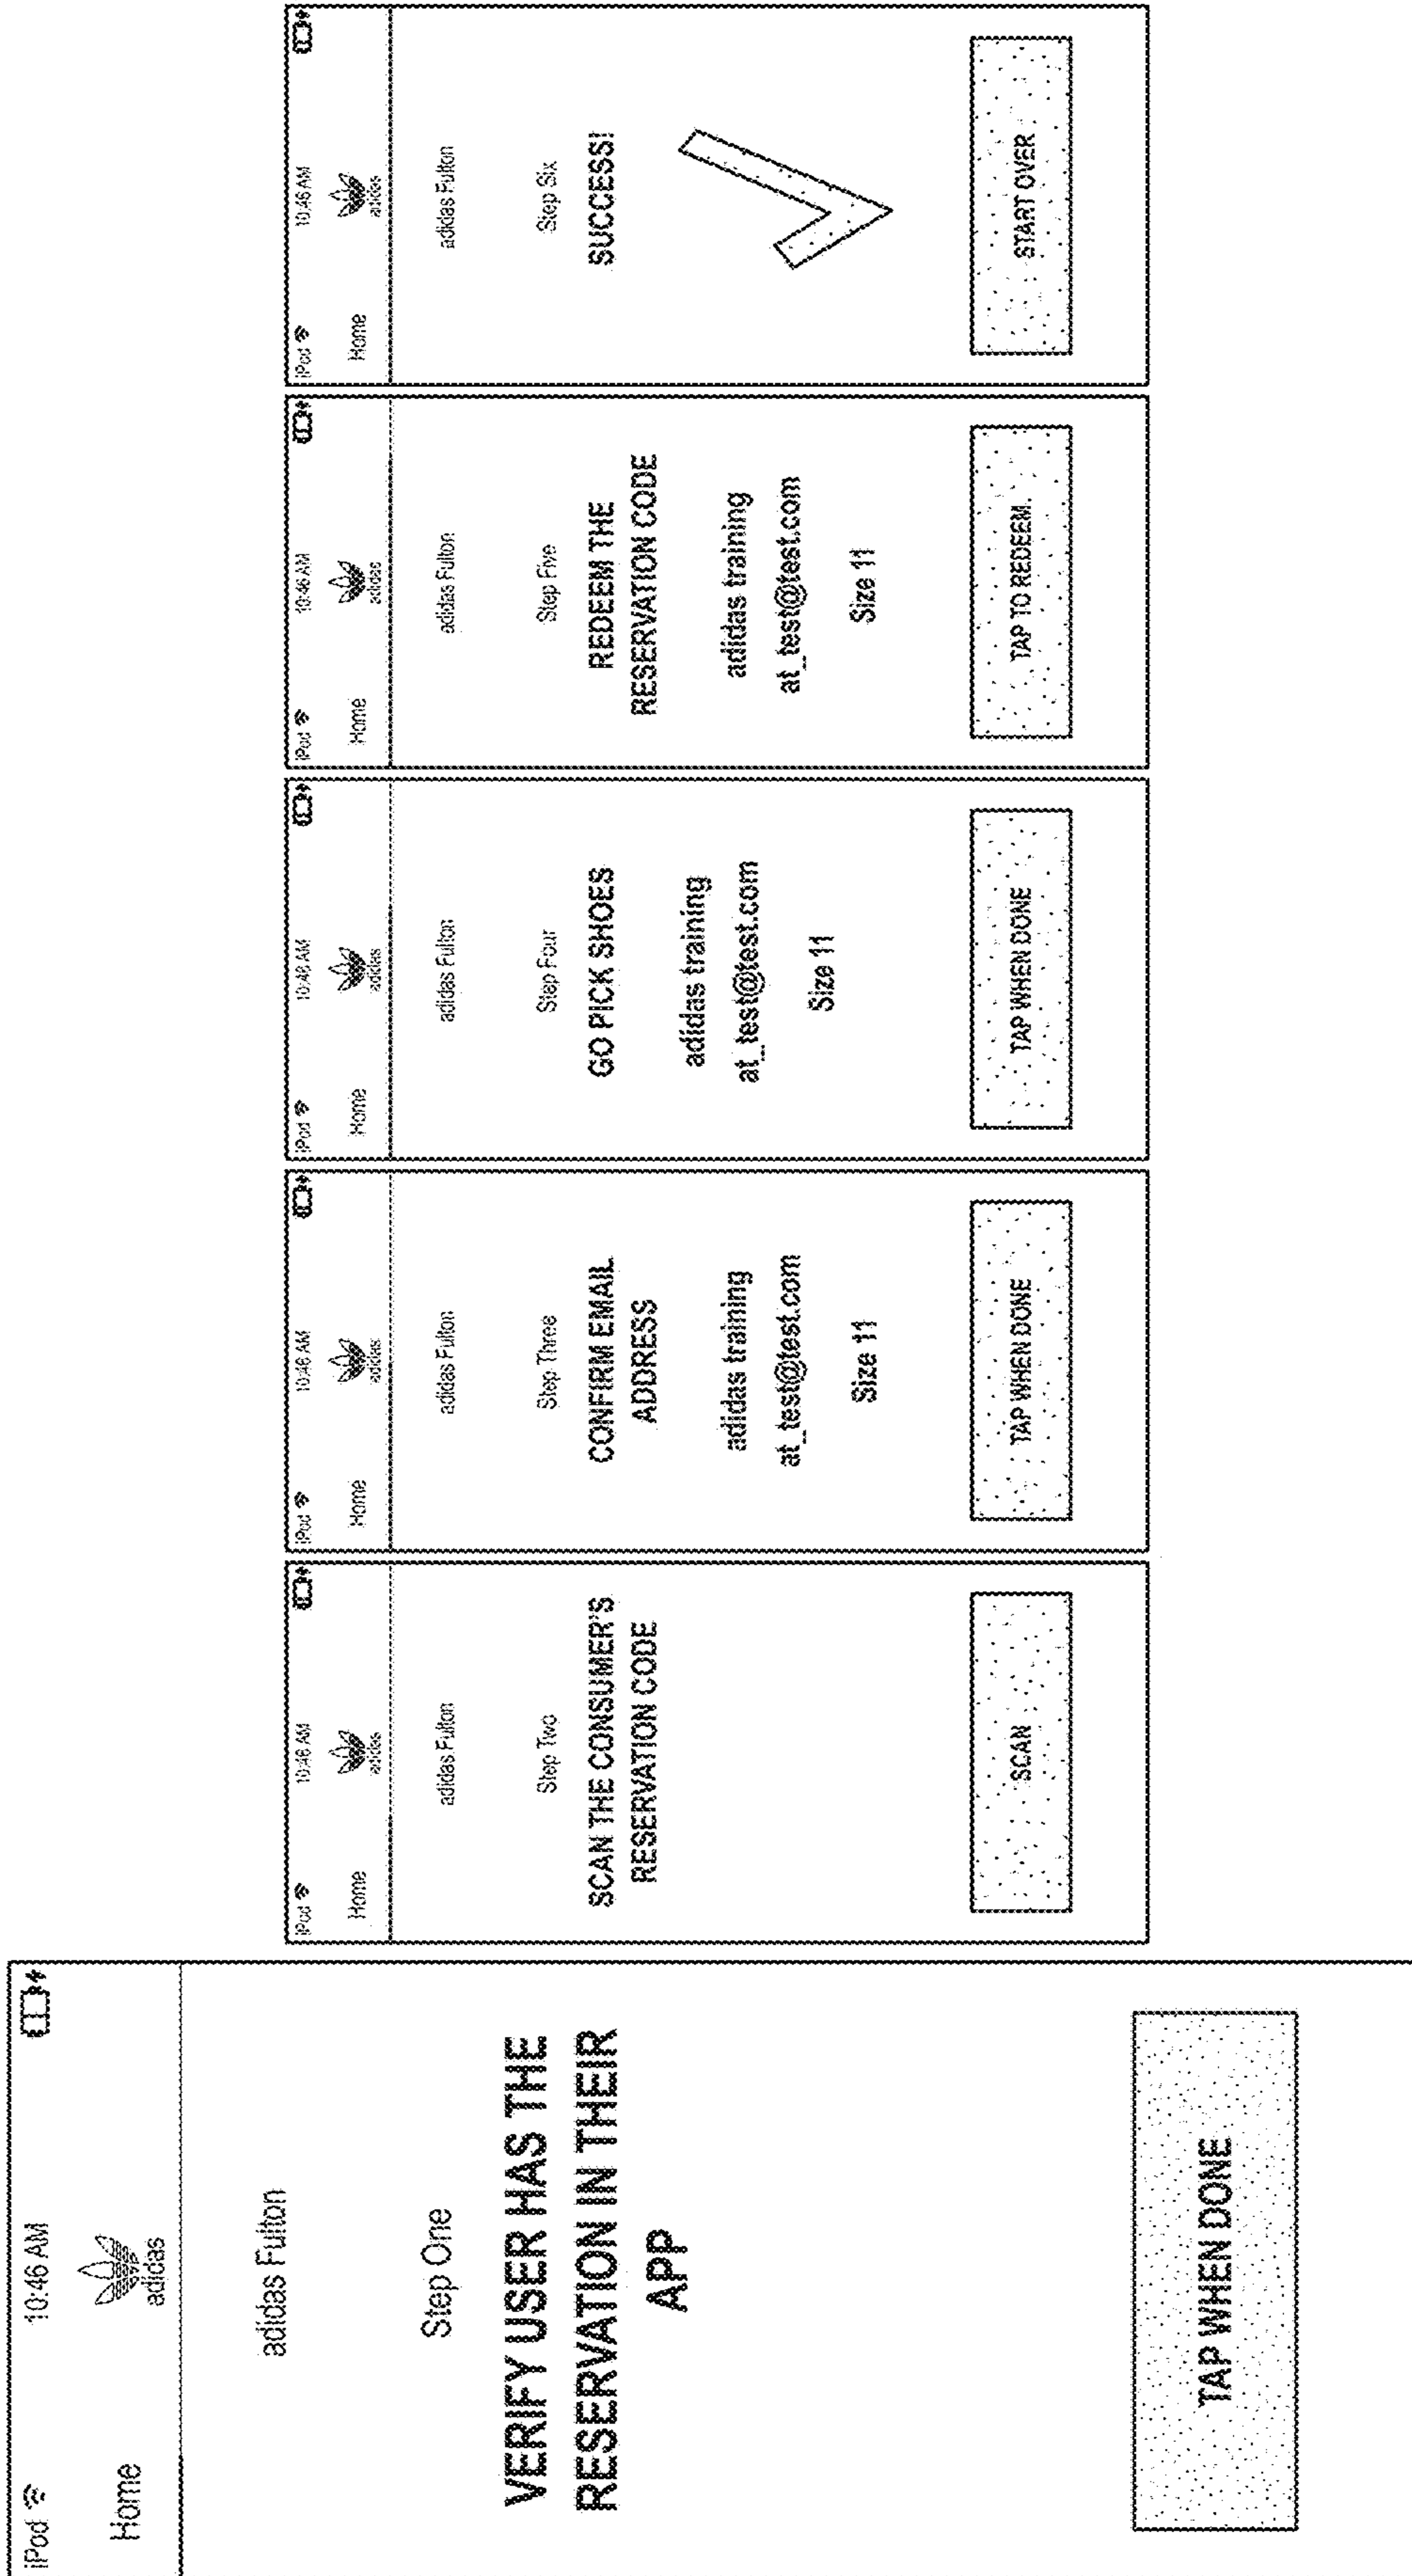 iPod
10:46 AM
Home
adidas
adidas Fulton
Step One
VERIFY USER HAS THE
RESERVATION IN THEIR
APP
TAP WHEN DONE
iPod
10:46 AM
Home
adidas
adidas Fulton
Step Two
SCAN THE CONSUMER'S
RESERVATION CODE
SCAN
iPod
10:46 AM
Home
adidas
adidas Fulton
Step Three
CONFIRM EMAIL
ADDRESS
adidas training
at_test@test.com
Size 11
TAP WHEN DONE
iPod
10:46 AM
Home
adidas
adidas Fulton
Step Four
GO PICK SHOES
adidas training
at_test@test.com
Size 11
TAP WHEN DONE
iPod
10:46 AM
Home
adidas
adidas Fulton
Step Five
REDEEM THE
RESERVATION CODE
adidas training
at_test@test.com
Size 11
TAP TO REDEEM
iPod
10:46 AM
Home
adidas
adidas Fulton
Step Six
SUCCESS!
START OVER